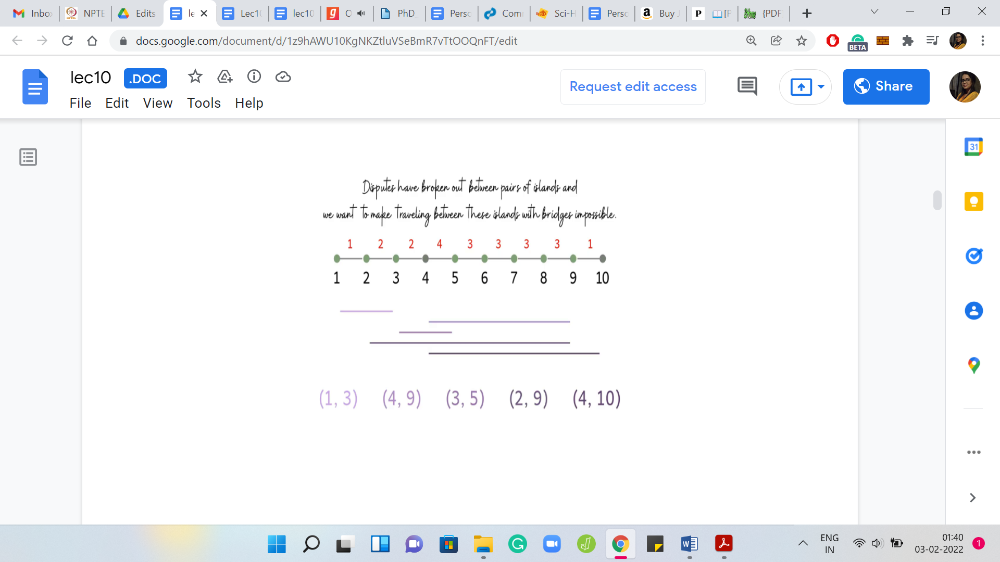 Inbo
NPTE
Edits
le
Lec1
lec10
O
PhD_
Perso
Com
Sci-H
Perso
Buy J
[P
{PDF
docs.google.com/document/d/1z9hAWU10KgNKZtluVSeBmR7vTtOOQnFT/edit
BETA
lec10 .DOC
File Edit View Tools Help
Request edit access
Share
31
Disputes have broken out between pairs of islands and
we want to make traveling between these islands with bridges impossible.
1 2 2 4 3 3 3 3 1
1 2 3 4 5 6 7 8 9 10
(1, 3) (4, 9) (3, 5) (2, 9) (4, 10)
ENG
IN
01:40
03-02-2022
1